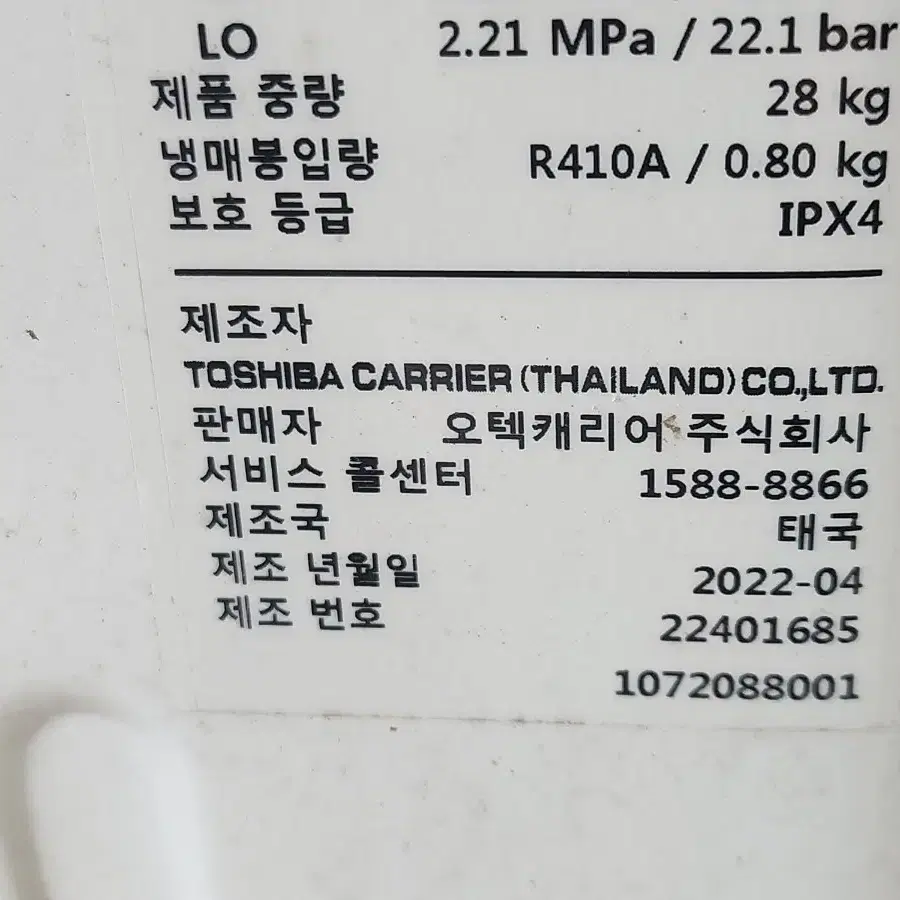 LO 2.21 MPa / 22.1 bar
제품 중량 28 kg
냉매봉입량 R410A / 0.80 kg
보호 등급 IPX4
제조자
TOSHIBA CARRIER (THAILAND) CO.,LTD.
판매자 오텍캐리어 주식회사
서비스 콜센터 1588-8866
제조국 태국
제조 년월일 2022-04
제조 번호 22401685
1072088001